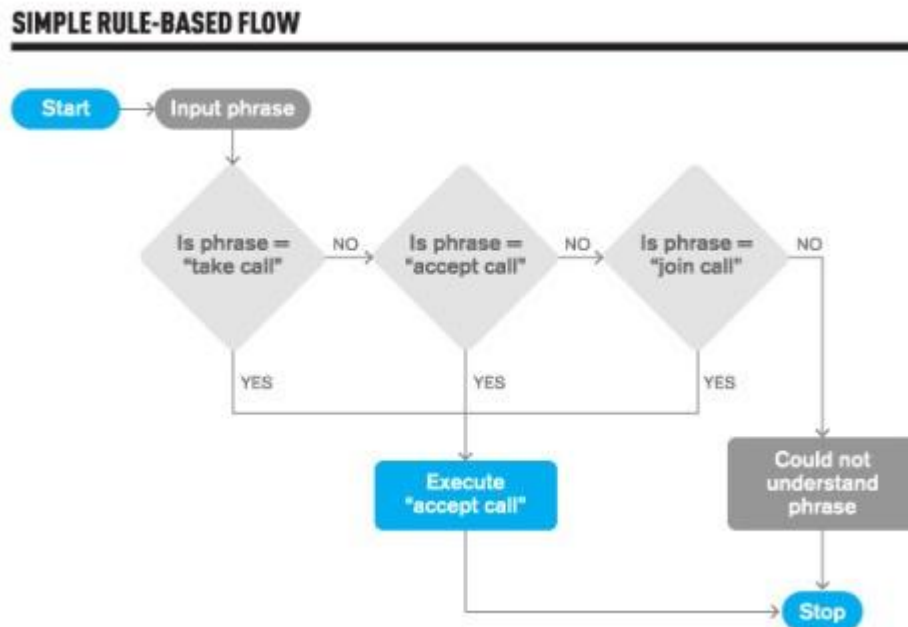 SIMPLE RULE-BASED FLOW
Start
Input phrase
Is phrase =
“take call”
NO
Is phrase =
“accept call”
NO
Is phrase =
“join call”
NO
YES
YES
YES
Execute
“accept call”
Could not
understand
phrase
Stop